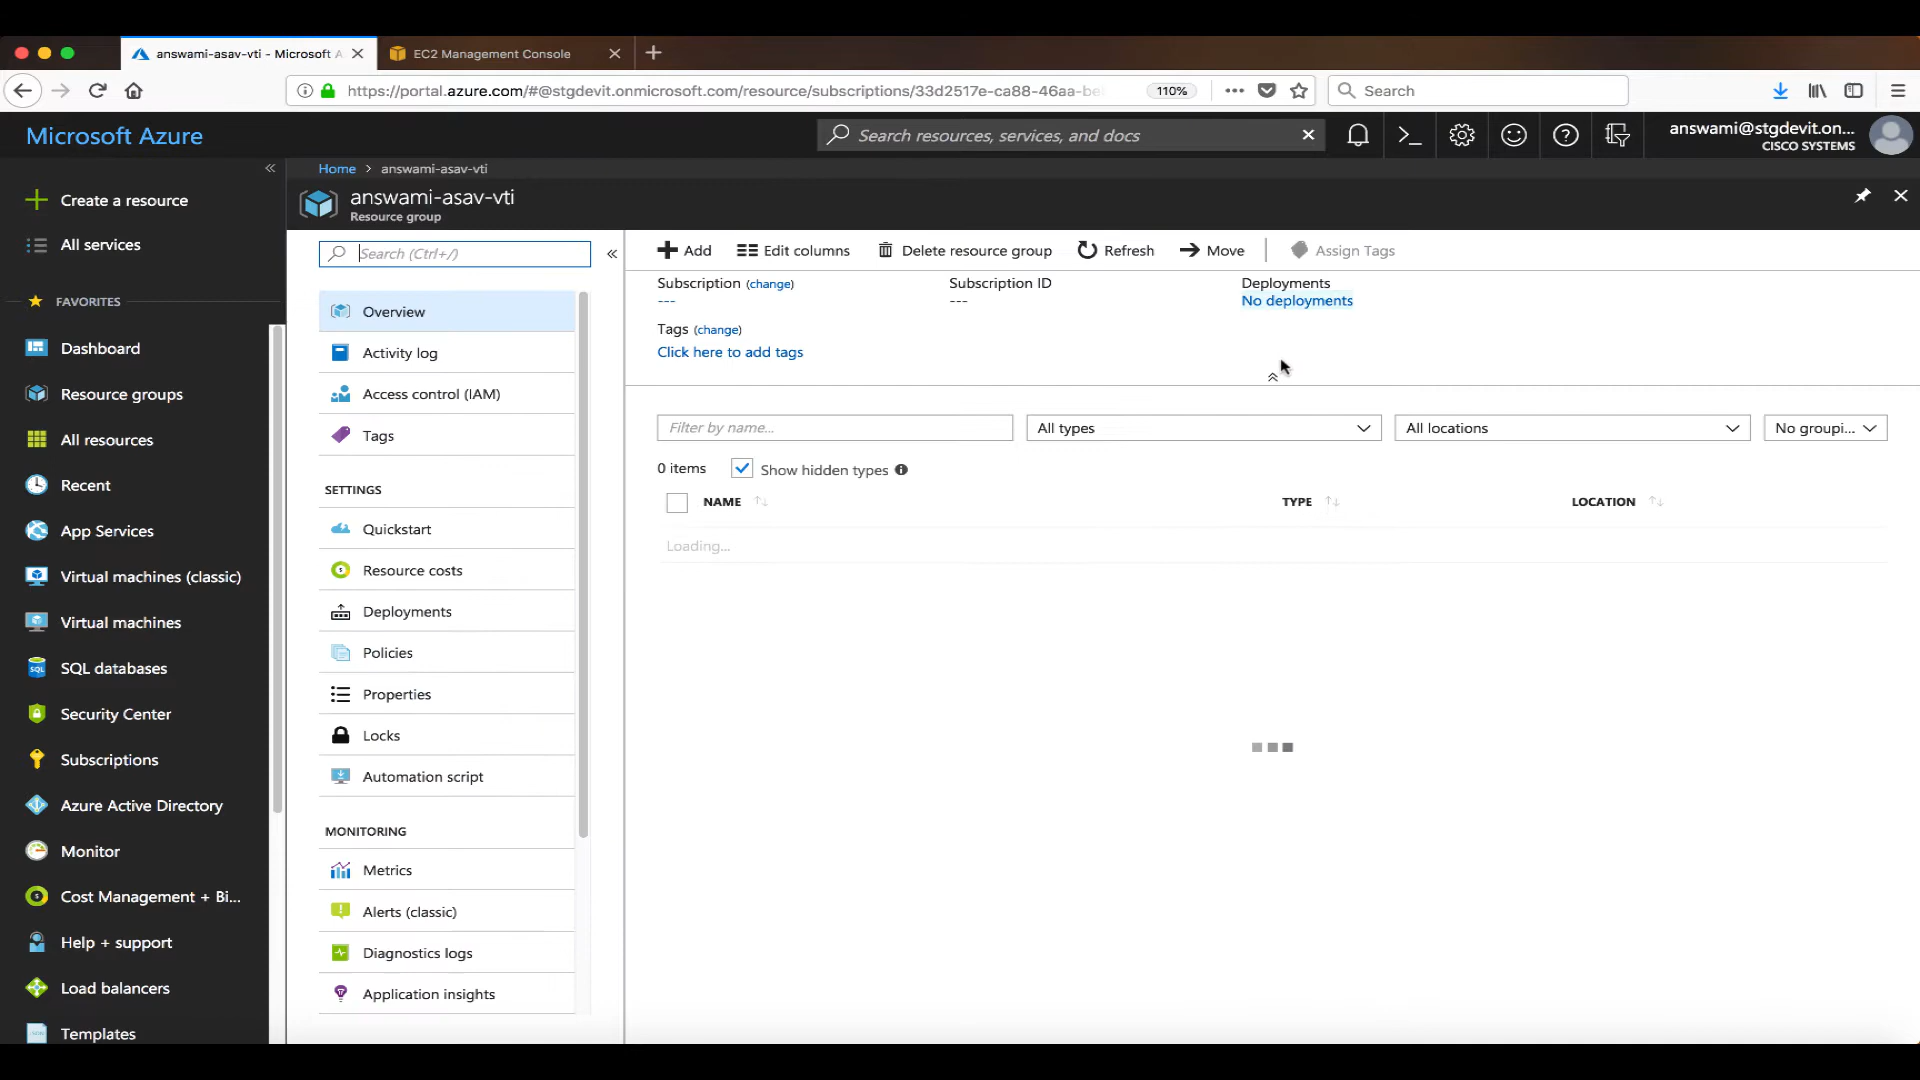 answami-asav-vti - Microsoft A
EC2 Management Console
https://portal.azure.com/#@stgdevit.onmicrosoft.com/resource/subscriptions/33d2517e-ca88-46aa-be
110%
Search
Microsoft Azure
Search resources, services, and docs
answami@stgdevit.on...
CISCO SYSTEMS
Home > answami-asav-vti
answami-asav-vti
Resource group
Create a resource
All services
FAVORITES
Dashboard
Resource groups
All resources
Recent
App Services
Virtual machines (classic)
Virtual machines
SQL databases
Security Center
Subscriptions
Azure Active Directory
Monitor
Cost Management + Bi...
Help + support
Load balancers
Templates
Search (Ctrl+/)
Overview
Activity log
Access control (IAM)
Tags
SETTINGS
Quickstart
Resource costs
Deployments
Policies
Properties
Locks
Automation script
MONITORING
Metrics
Alerts (classic)
Diagnostics logs
Application insights
Add
Edit columns
Delete resource group
Refresh
Move
Assign Tags
Subscription (change)
---
Subscription ID
---
Deployments
No deployments
Tags (change)
Click here to add tags
Filter by name...
All types
All locations
No groupi...
0 items
Show hidden types
NAME
TYPE
LOCATION
Loading...